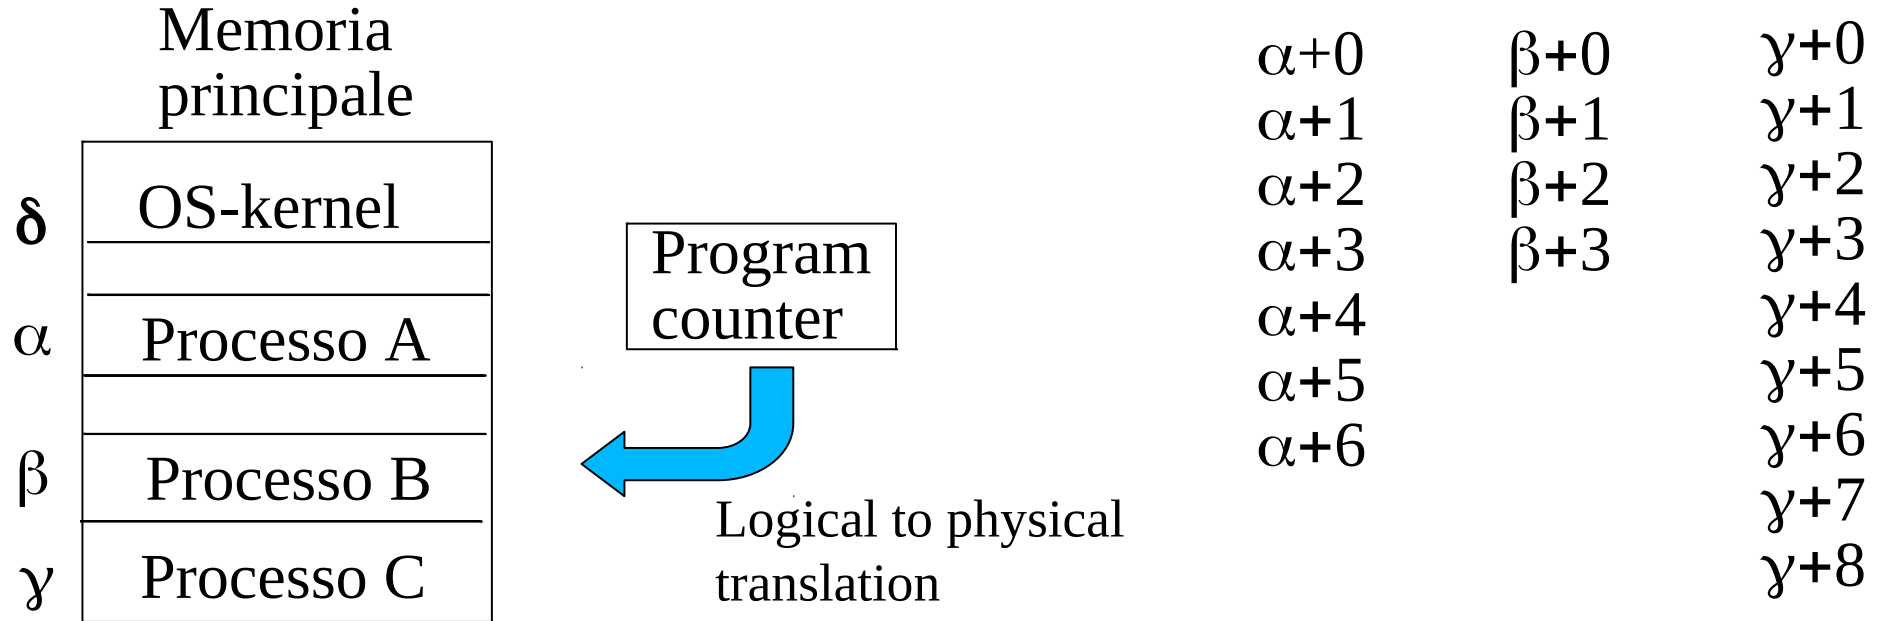 Memoria
principale
δ
OS-kernel
α
Processo A
β
Processo B
γ
Processo C
Program
counter
Logical to physical
translation
α+0
α+1
α+2
α+3
α+4
α+5
α+6
β+0
β+1
β+2
β+3
γ+0
γ+1
γ+2
γ+3
γ+4
γ+5
γ+6
γ+7
γ+8